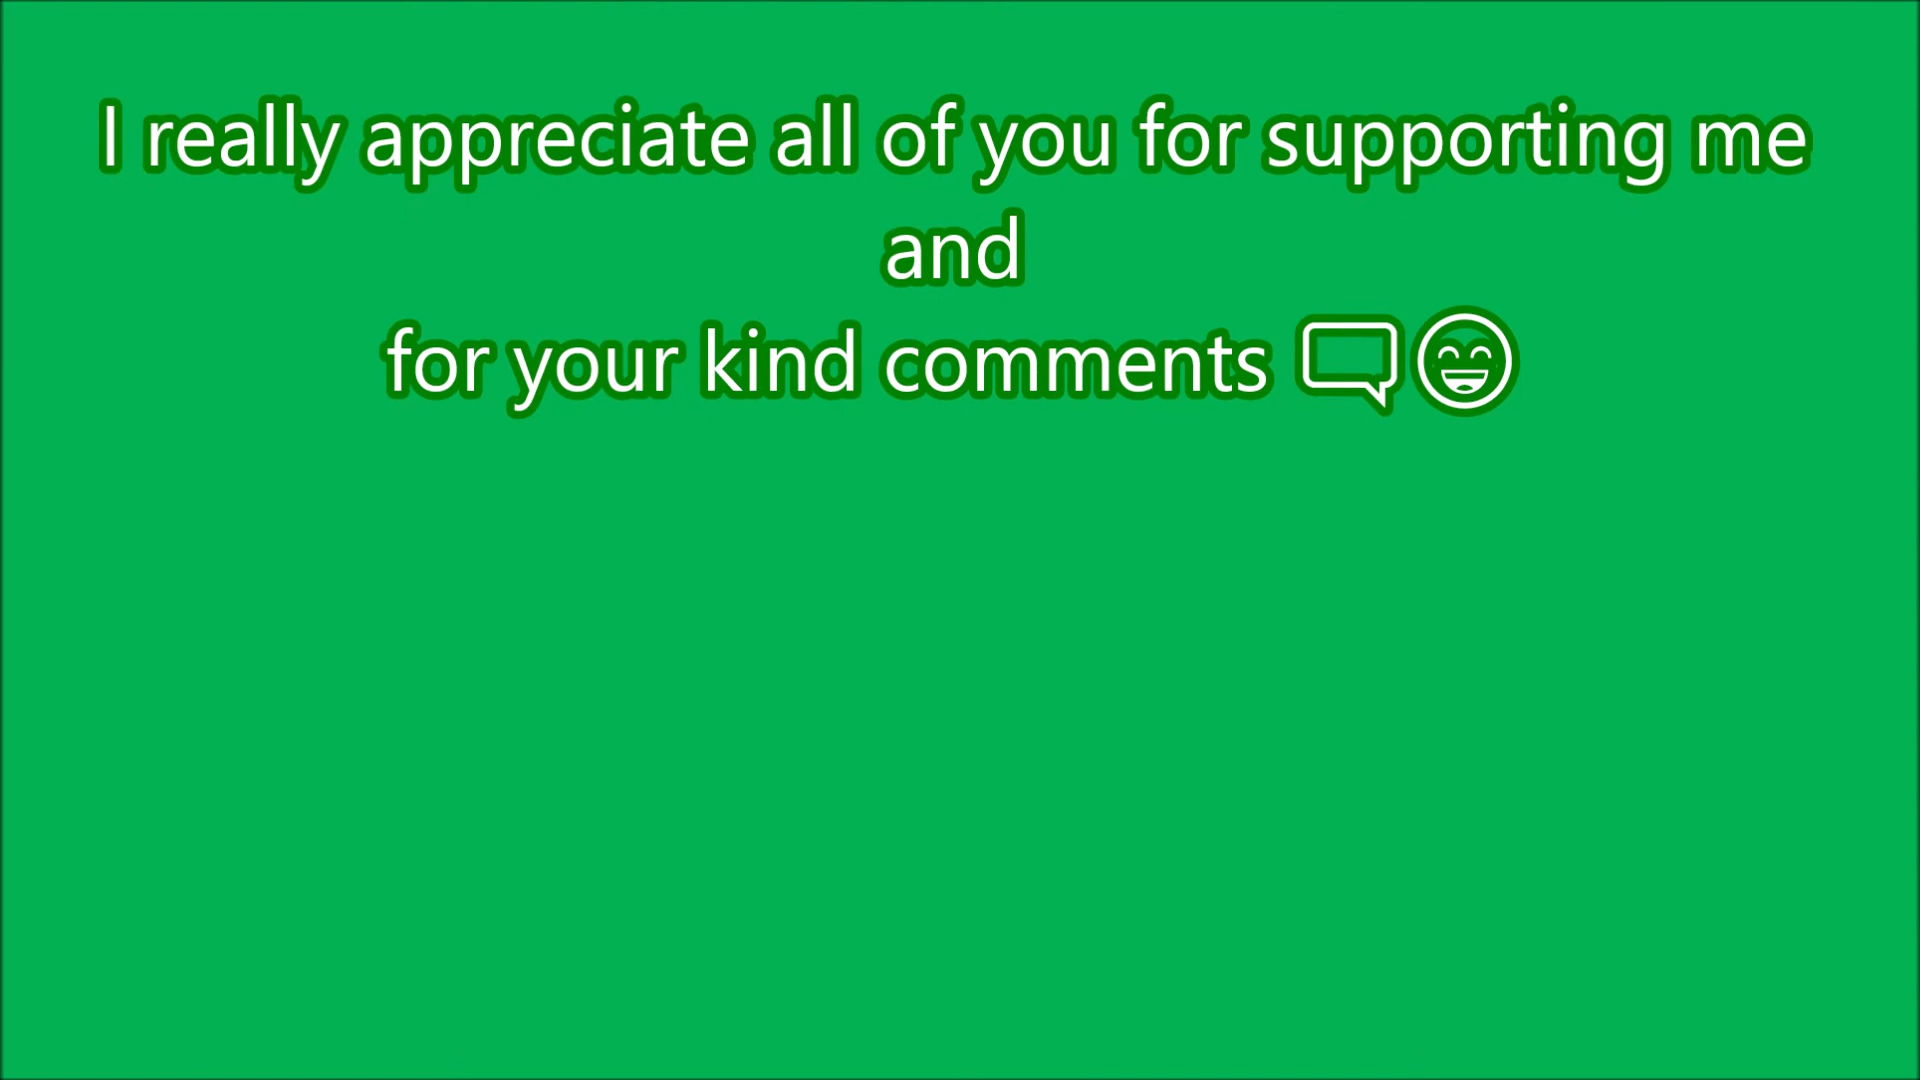 I really appreciate all of you for supporting me
and
for your kind comments 🗨😄